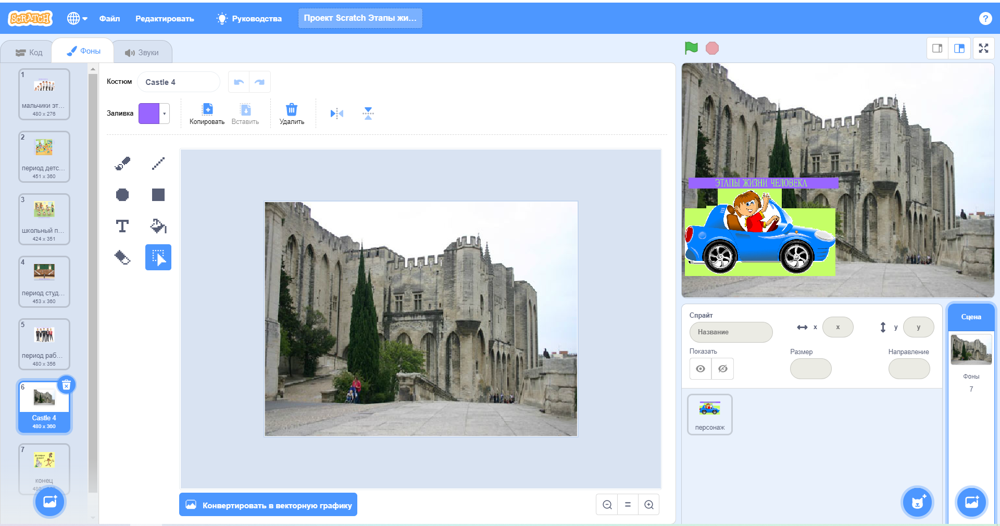 SCRATCH
Файл
Редактировать
Руководства
Проект Scratch Этапы жи...
?
Код
Фоны
Звуки
1
мальчики эт...
480 x 276
2
период детс...
451 x 360
3
школьный п...
424 x 351
4
период студ...
453 x 360
5
период раб...
480 x 356
6
Castle 4
480 x 360
7
конец
Костюм
Castle 4
Заливка
Копировать
Вставить
Удалить
T
Конвертировать в векторную графику
=
ЭТАПЫ ЖИЗНИ ЧЕЛОВЕКА
Спрайт
Название
x
x
y
y
Показать
Размер
Направление
персонаж
Сцена
Фоны
7